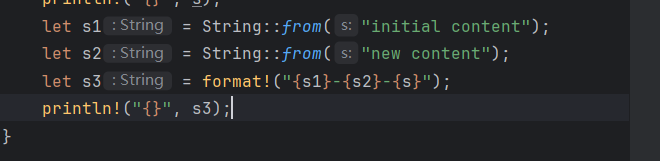 let s1 : String = String::from( s: "initial content");
let s2 : String = String::from( s: "new content");
let s3 : String = format!("{s1}-{s2}-{s}");
println!("{}", s3);
}